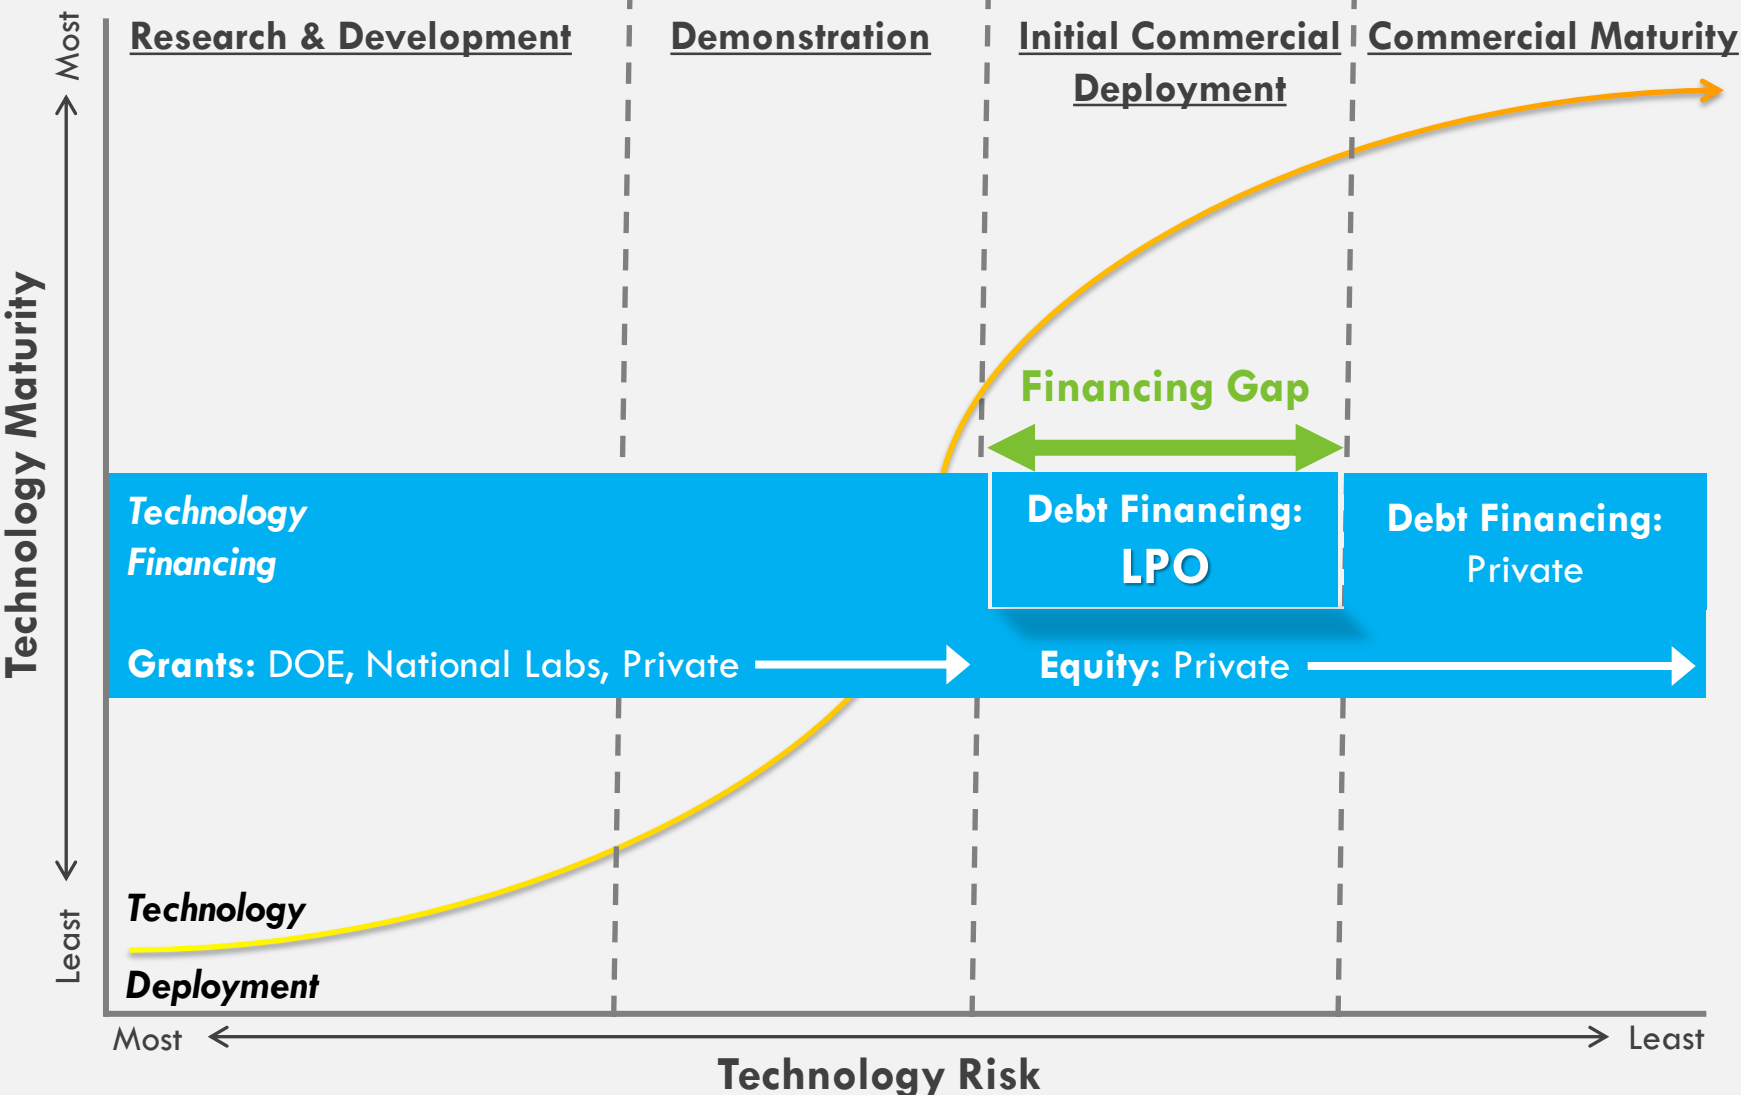 Research & Development
Demonstration
Initial Commercial
Deployment
Commercial Maturity
Most
Technology Maturity
Least
Financing Gap
Technology
Financing
Debt Financing:
LPO
Debt Financing:
Private
Grants: DOE, National Labs, Private
Equity: Private
Technology
Deployment
Most
Least
Technology Risk